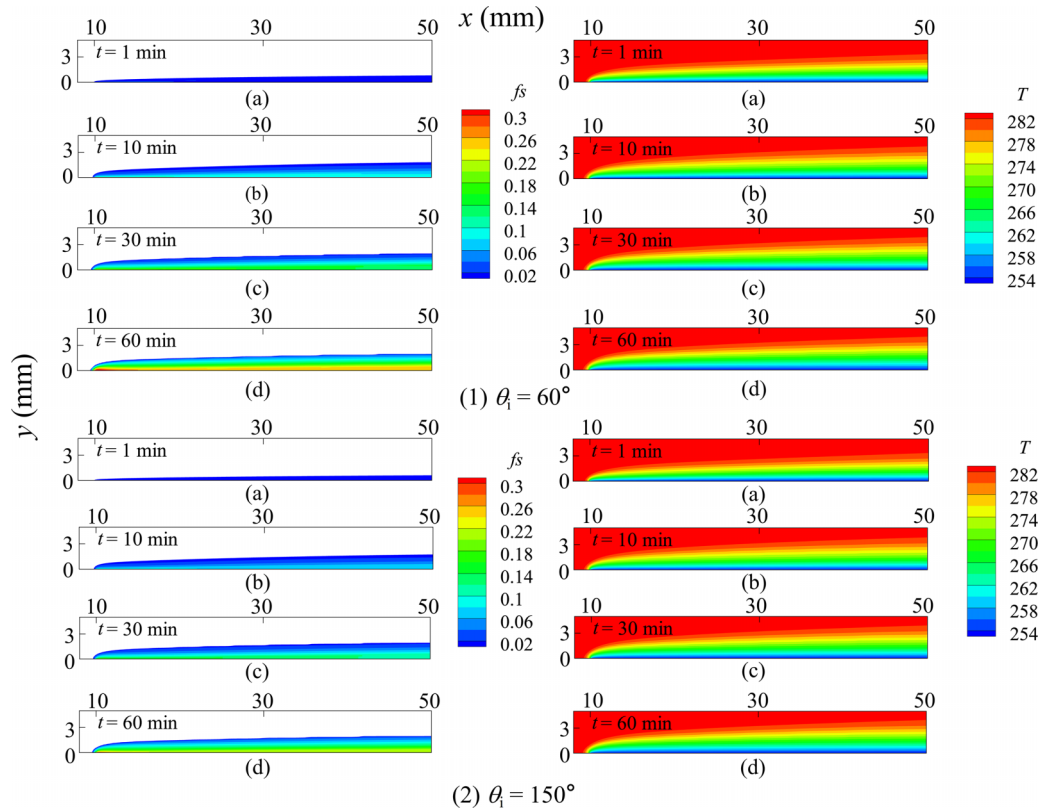 x (mm)
10 30 50
3
0
t = 1 min
(a)
10 30 50
3
0
t = 10 min
(b)
10 30 50
3
0
t = 30 min
(c)
10 30 50
3
0
t = 60 min
(d)
fs
0.3
0.26
0.22
0.18
0.14
0.1
0.06
0.02
10 30 50
3
0
t = 1 min
(a)
10 30 50
3
0
t = 10 min
(b)
10 30 50
3
0
t = 30 min
(c)
10 30 50
3
0
t = 60 min
(d)
T
282
278
274
270
266
262
258
254
y (mm)
(1) θi = 60°
10 30 50
3
0
t = 1 min
(a)
10 30 50
3
0
t = 10 min
(b)
10 30 50
3
0
t = 30 min
(c)
10 30 50
3
0
t = 60 min
(d)
fs
0.3
0.26
0.22
0.18
0.14
0.1
0.06
0.02
10 30 50
3
0
t = 1 min
(a)
10 30 50
3
0
t = 10 min
(b)
10 30 50
3
0
t = 30 min
(c)
10 30 50
3
0
t = 60 min
(d)
T
282
278
274
270
266
262
258
254
(2) θi = 150°